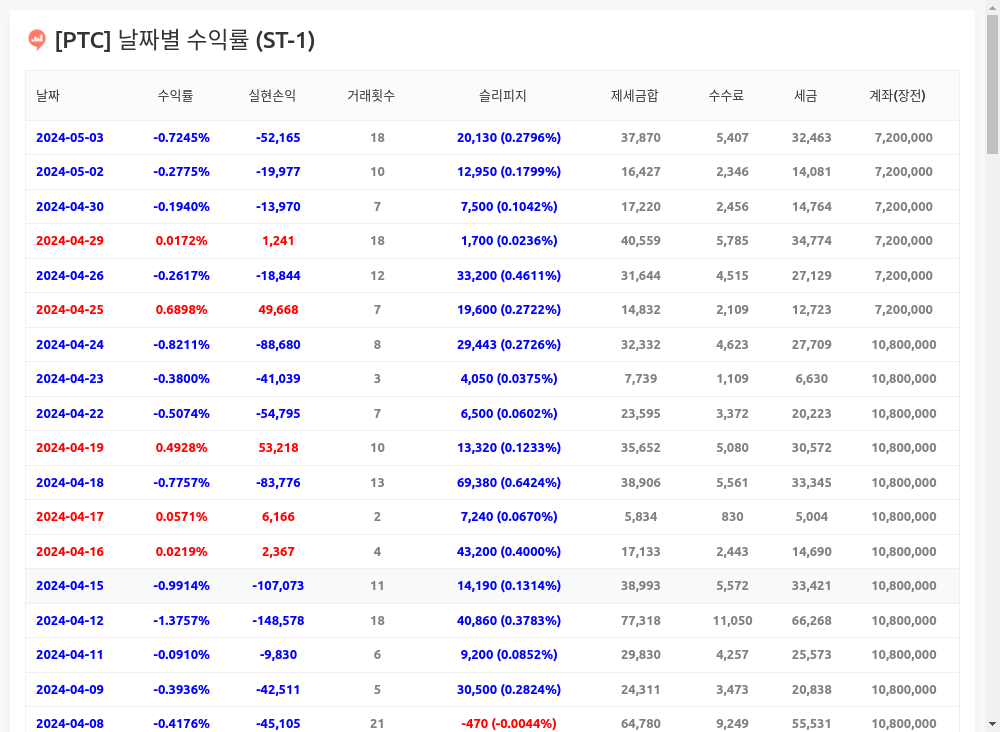 [PTC] 날짜별 수익률 (ST-1)
날짜 수익률 실현손익 거래횟수 슬리피지 제세금합 수수료 세금 계좌(장전)
2024-05-03 -0.7245% -52,165 18 20,130 (0.2796%) 37,870 5,407 32,463 7,200,000
2024-05-02 -0.2775% -19,977 10 12,950 (0.1799%) 16,427 2,346 14,081 7,200,000
2024-04-30 -0.1940% -13,970 7 7,500 (0.1042%) 17,220 2,456 14,764 7,200,000
2024-04-29 0.0172% 1,241 18 1,700 (0.0236%) 40,559 5,785 34,774 7,200,000
2024-04-26 -0.2617% -18,844 12 33,200 (0.4611%) 31,644 4,515 27,129 7,200,000
2024-04-25 0.6898% 49,668 7 19,600 (0.2722%) 14,832 2,109 12,723 7,200,000
2024-04-24 -0.8211% -88,680 8 29,443 (0.2726%) 32,332 4,623 27,709 10,800,000
2024-04-23 -0.3800% -41,039 3 4,050 (0.0375%) 7,739 1,109 6,630 10,800,000
2024-04-22 -0.5074% -54,795 7 6,500 (0.0602%) 23,595 3,372 20,223 10,800,000
2024-04-19 0.4928% 53,218 10 13,320 (0.1233%) 35,652 5,080 30,572 10,800,000
2024-04-18 -0.7757% -83,776 13 69,380 (0.6424%) 38,906 5,561 33,345 10,800,000
2024-04-17 0.0571% 6,166 2 7,240 (0.0670%) 5,834 830 5,004 10,800,000
2024-04-16 0.0219% 2,367 4 43,200 (0.4000%) 17,133 2,443 14,690 10,800,000
2024-04-15 -0.9914% -107,073 11 14,190 (0.1314%) 38,993 5,572 33,421 10,800,000
2024-04-12 -1.3757% -148,578 18 40,860 (0.3783%) 77,318 11,050 66,268 10,800,000
2024-04-11 -0.0910% -9,830 6 9,200 (0.0852%) 29,830 4,257 25,573 10,800,000
2024-04-09 -0.3936% -42,511 5 30,500 (0.2824%) 24,311 3,473 20,838 10,800,000
2024-04-08 -0.4176% -45,105 21 -470 (-0.0044%) 64,780 9,249 55,531 10,800,000